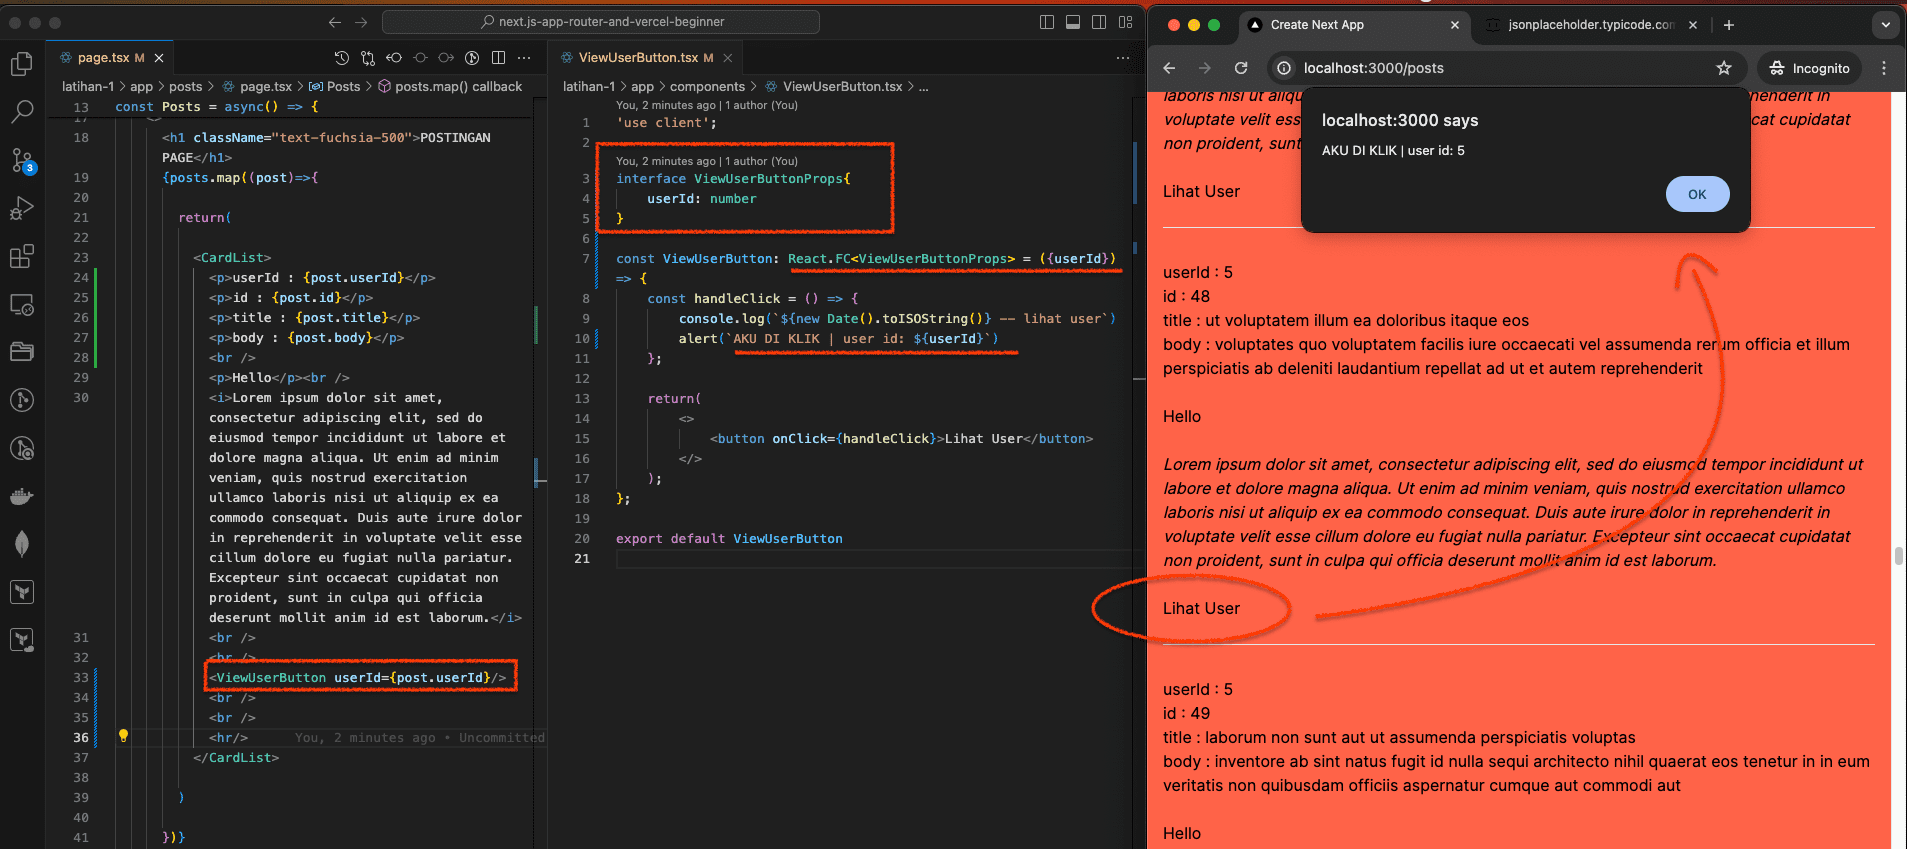 next.js-app-router-and-vercel-beginner
page.tsx M
latihan-1 > app > posts > page.tsx > Posts > posts.map() callback
13 const Posts = async() => {
17
18 <h1 className="text-fuchsia-500">POSTINGAN
PAGE</h1>
19 {posts.map((post)=>{
20
21 return(
22
23 <CardList>
24 <p>userId : {post.userId}</p>
25 <p>id : {post.id}</p>
26 <p>title : {post.title}</p>
27 <p>body : {post.body}</p>
28 <br />
29 <p>Hello</p><br />
30 <i>Lorem ipsum dolor sit amet,
consectetur adipiscing elit, sed do
eiusmod tempor incididunt ut labore et
dolore magna aliqua. Ut enim ad minim
veniam, quis nostrud exercitation
ullamco laboris nisi ut aliquip ex ea
commodo consequat. Duis aute irure dolor
in reprehenderit in voluptate velit esse
cillum dolore eu fugiat nulla pariatur.
Excepteur sint occaecat cupidatat non
proident, sunt in culpa qui officia
deserunt mollit anim id est laborum.</i>
31 <br />
32 <br />
33 <ViewUserButton userId={post.userId}/>
34 <br />
35 <br />
36 <hr/> You, 2 minutes ago • Uncommitted
37 </CardList>
38
39 )
40
41 })}
3
ViewUserButton.tsx M
latihan-1 > app > components > ViewUserButton.tsx > ...
You, 2 minutes ago | 1 author (You)
1 'use client';
2
You, 2 minutes ago | 1 author (You)
3 interface ViewUserButtonProps{
4 userId: number
5 }
6
7 const ViewUserButton: React.FC<ViewUserButtonProps> = ({userId})
=> {
8 const handleClick = () => {
9 console.log(`${new Date().toISOString()} -- lihat user`)
10 alert(`AKU DI KLIK | user id: ${userId}`)
11 };
12
13 return(
14 <>
15 <button onClick={handleClick}>Lihat User</button>
16 </>
17 );
18 };
19
20 export default ViewUserButton
21
Create Next App
jsonplaceholder.typicode.com
localhost:3000/posts
Incognito
localhost:3000 says
AKU DI KLIK | user id: 5
OK
laboris nisi ut aliqu henderit in
voluptate velit ess cat cupidatat
non proident, sunt
Lihat User
userId : 5
id : 48
title : ut voluptatem illum ea doloribus itaque eos
body : voluptates quo voluptatem facilis iure occaecati vel assumenda rerum officia et illum
perspiciatis ab deleniti laudantium repellat ad ut et autem reprehenderit
Hello
Lorem ipsum dolor sit amet, consectetur adipiscing elit, sed do eiusmod tempor incididunt ut
labore et dolore magna aliqua. Ut enim ad minim veniam, quis nostrud exercitation ullamco
laboris nisi ut aliquip ex ea commodo consequat. Duis aute irure dolor in reprehenderit in
voluptate velit esse cillum dolore eu fugiat nulla pariatur. Excepteur sint occaecat cupidatat
non proident, sunt in culpa qui officia deserunt mollit anim id est laborum.
Lihat User
userId : 5
id : 49
title : laborum non sunt aut ut assumenda perspiciatis voluptas
body : inventore ab sint natus fugit id nulla sequi architecto nihil quaerat eos tenetur in in eum
veritatis non quibusdam officiis aspernatur cumque aut commodi aut
Hello